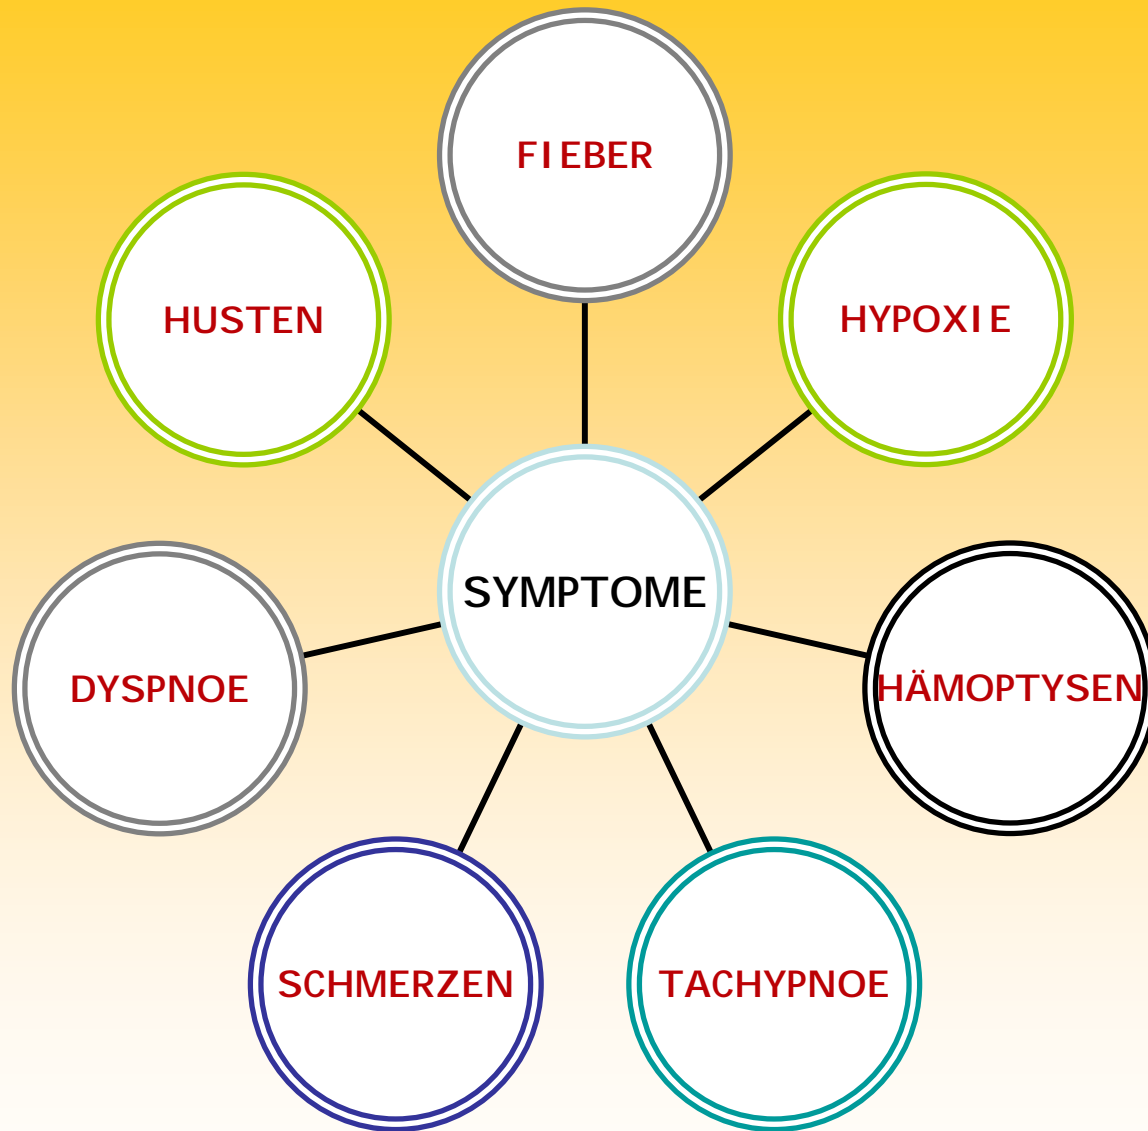 FIEBER
HUSTEN
HYPOXIE
SYMPTOME
DYSPNOE
HÄMOPTYSEN
SCHMERZEN
TACHYPNOE